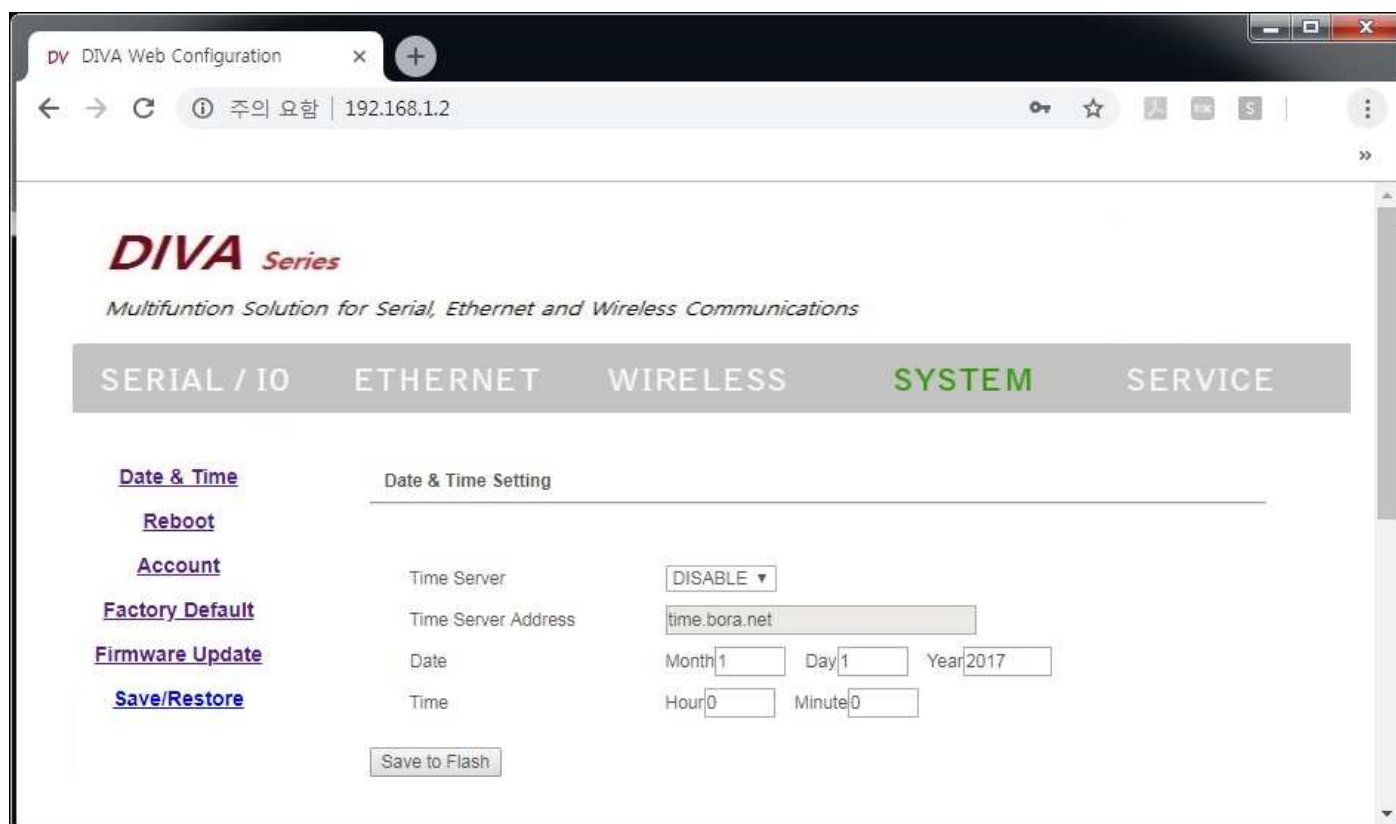 DV DIVA Web Configuration
주의 요함 | 192.168.1.2
DIVA Series
Multifuntion Solution for Serial, Ethernet and Wireless Communications
SERIAL / IO ETHERNET WIRELESS SYSTEM SERVICE
Date & Time
Reboot
Account
Factory Default
Firmware Update
Save/Restore
Date & Time Setting
Time Server DISABLE
Time Server Address time.bora.net
Date Month 1 Day 1 Year 2017
Time Hour 0 Minute 0
Save to Flash